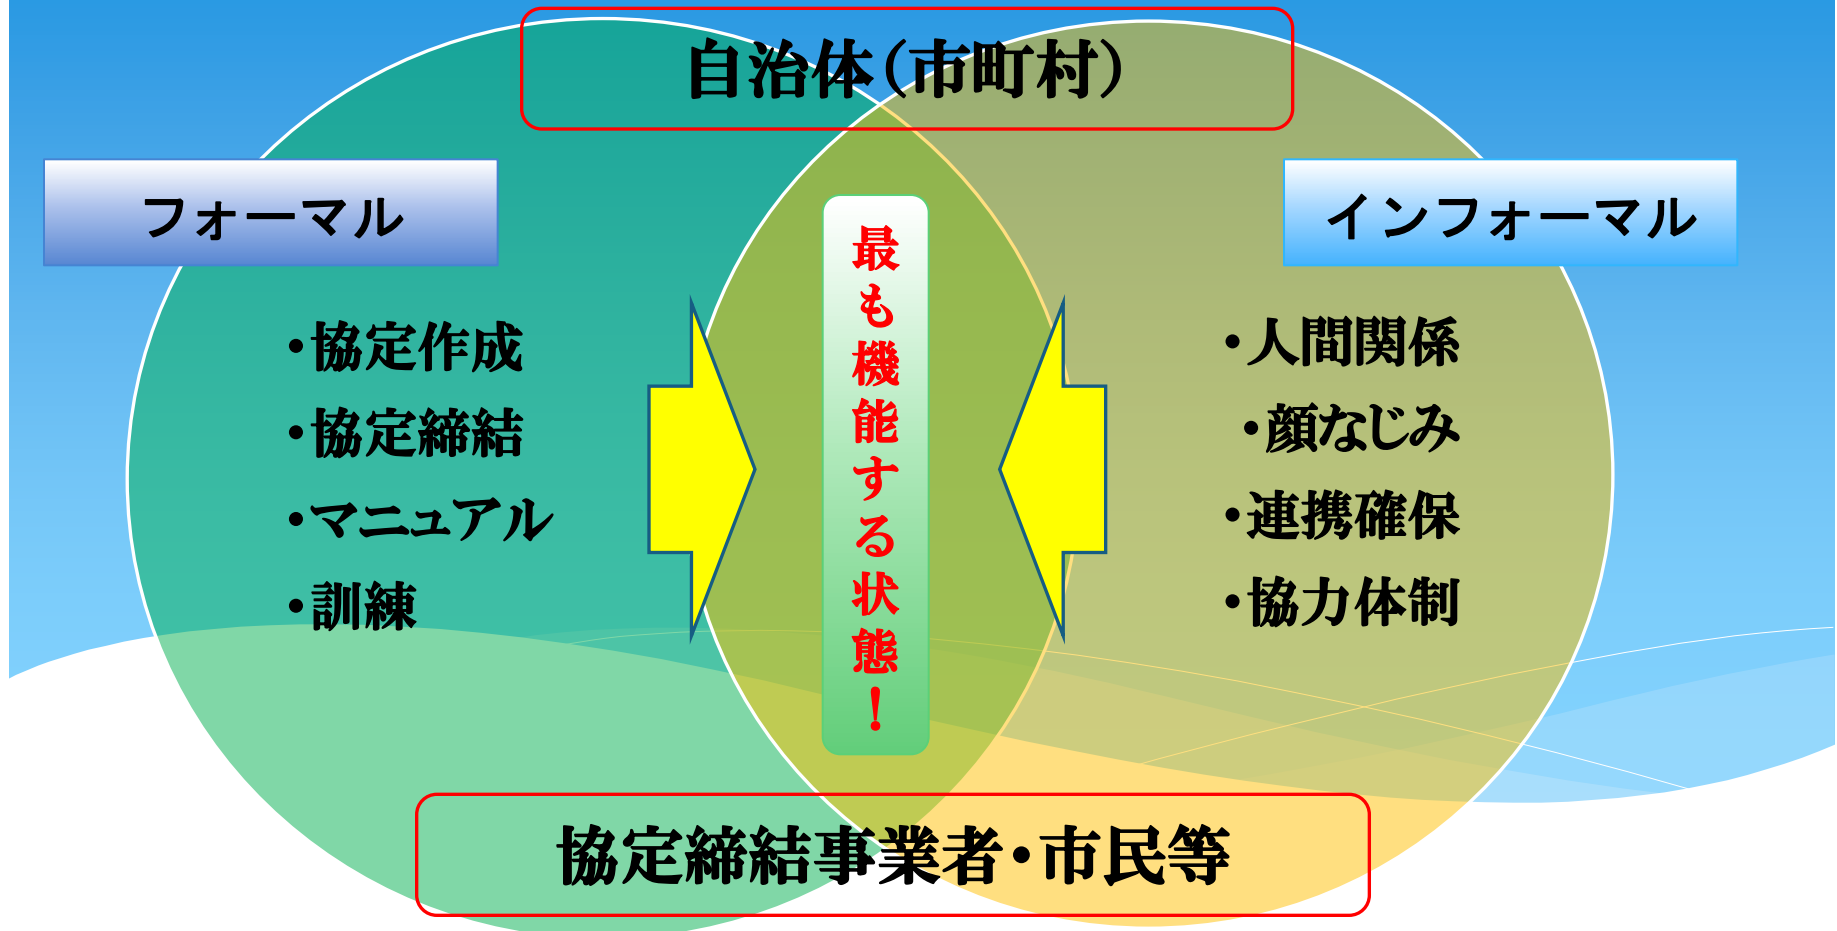 自治体(市町村)
フォーマル
・協定作成
・協定締結
・マニュアル
・訓練
最も機能する状態！
インフォーマル
・人間関係
・顔なじみ
・連携確保
・協力体制
協定締結事業者・市民等